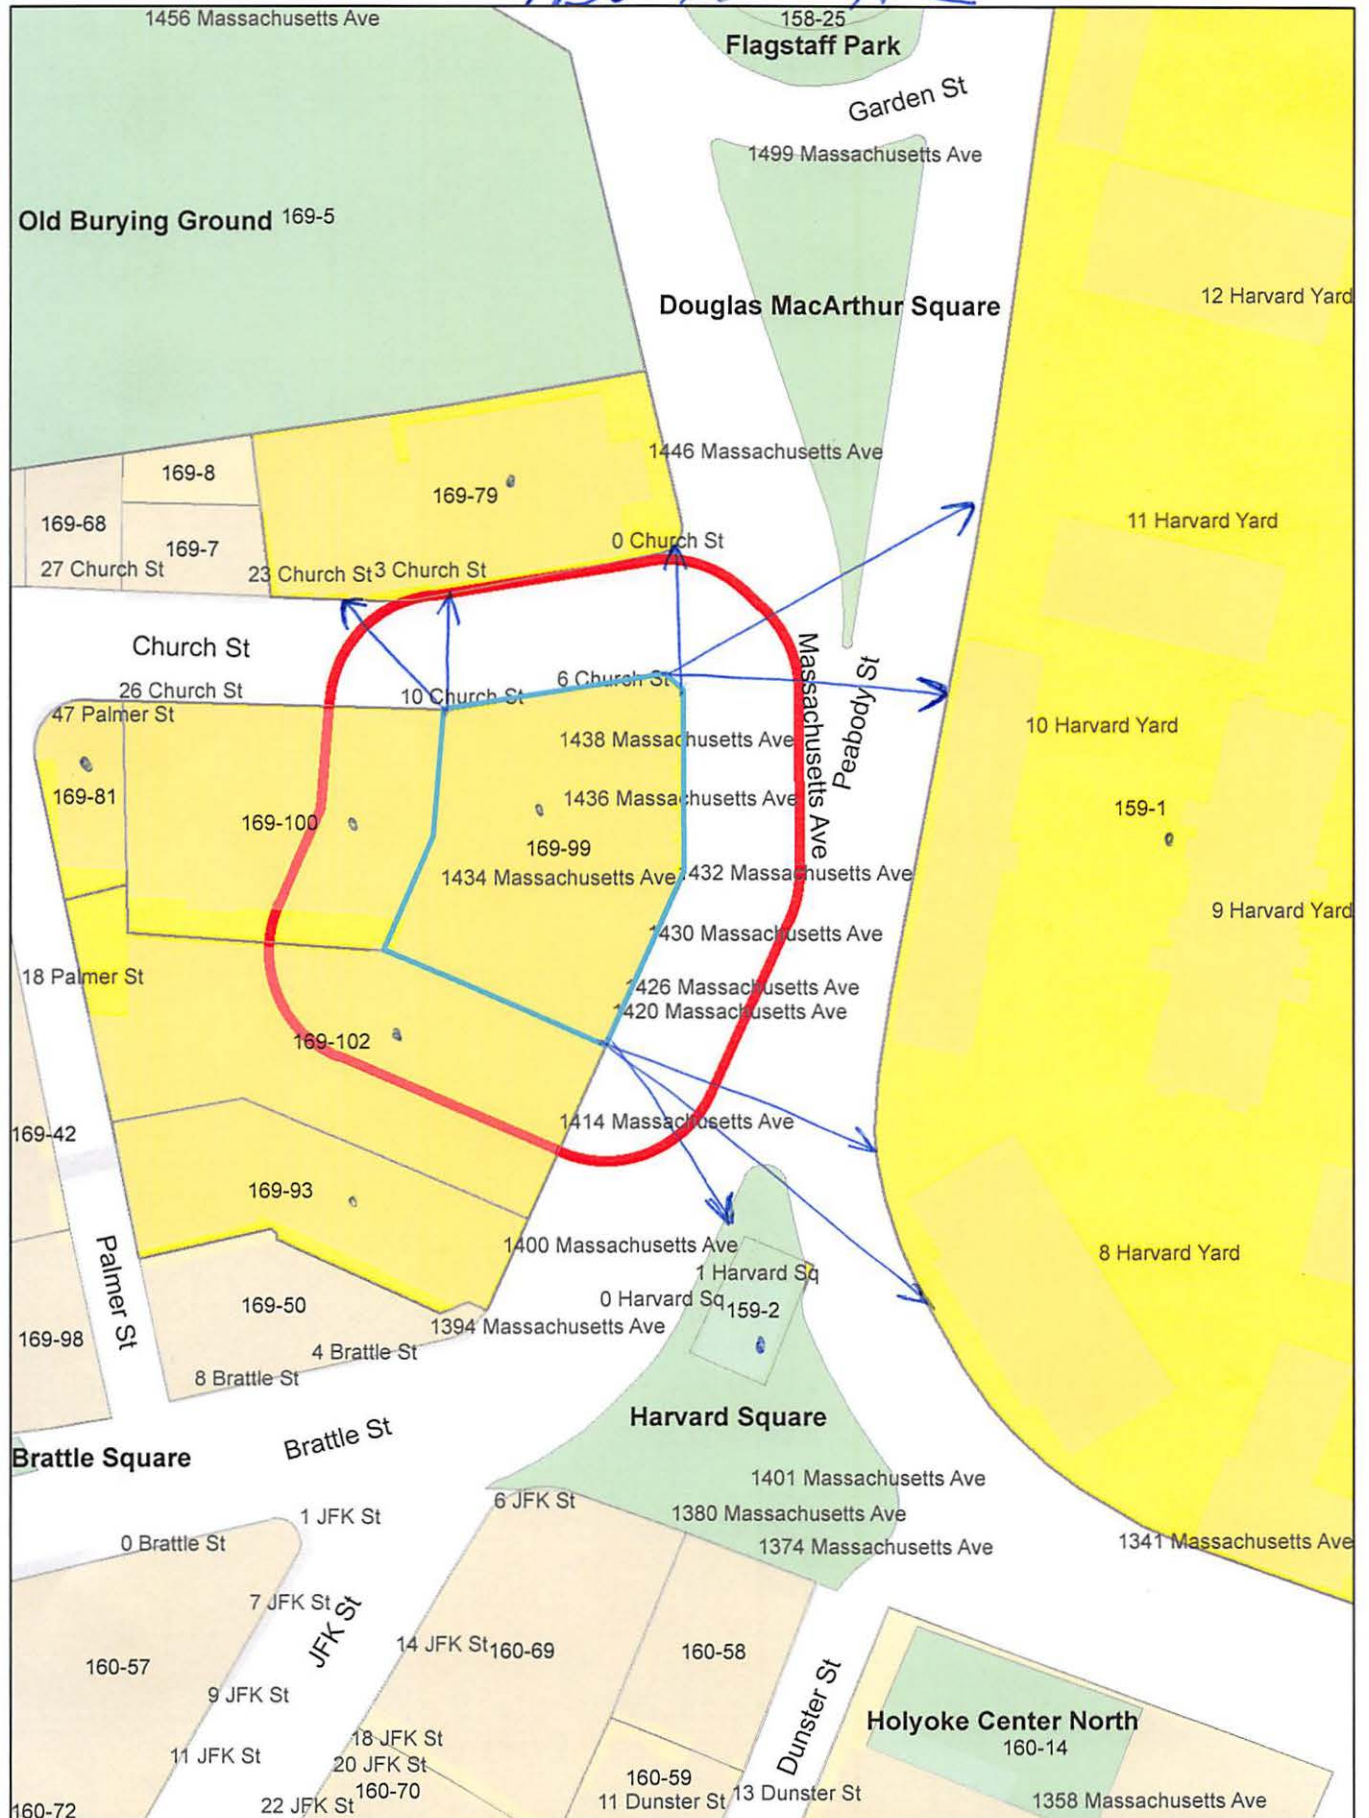 1456 Massachusetts Ave
158-25
Flagstaff Park
Garden St
1499 Massachusetts Ave
Old Burying Ground 169-5
12 Harvard Yard
Douglas MacArthur Square
1446 Massachusetts Ave
169-8
169-79
169-68
11 Harvard Yard
169-7
0 Church St
27 Church St
23 Church St
3 Church St
Church St
Massachusetts Ave
Peabody St
26 Church St
10 Church St
6 Church St
47 Palmer St
10 Harvard Yard
1438 Massachusetts Ave
169-81
1436 Massachusetts Ave
159-1
169-100
169-99
1434 Massachusetts Ave
1432 Massachusetts Ave
9 Harvard Yard
1430 Massachusetts Ave
18 Palmer St
1426 Massachusetts Ave
1420 Massachusetts Ave
169-102
1414 Massachusetts Ave
169-42
169-93
1400 Massachusetts Ave
8 Harvard Yard
1 Harvard Sq
Palmer St
169-50
0 Harvard Sq
159-2
1394 Massachusetts Ave
169-98
4 Brattle St
8 Brattle St
Harvard Square
Brattle Square
Brattle St
1401 Massachusetts Ave
6 JFK St
1380 Massachusetts Ave
1 JFK St
0 Brattle St
1374 Massachusetts Ave
1341 Massachusetts Ave
7 JFK St
JFK St
14 JFK St
160-69
160-58
160-57
9 JFK St
Dunster St
Holyoke Center North
160-14
18 JFK St
11 JFK St
20 JFK St
160-70
160-59
13 Dunster St
11 Dunster St
1358 Massachusetts Ave
22 JFK St
160-72